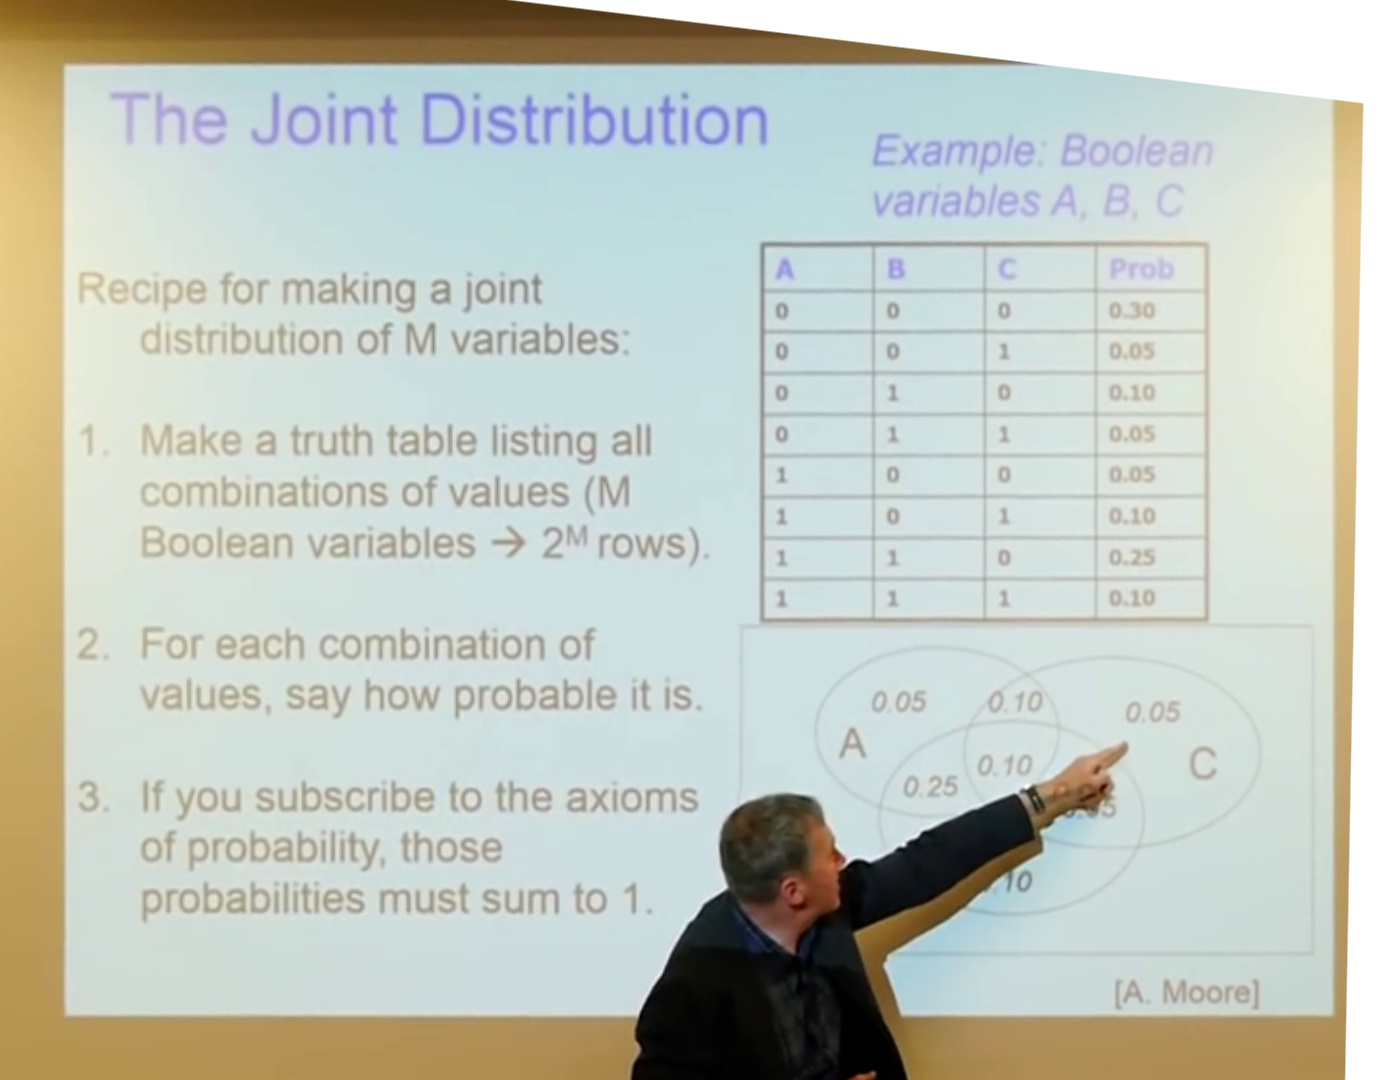 The Joint Distribution
Example: Boolean
variables A, B, C
Recipe for making a joint
distribution of M variables:
1. Make a truth table listing all
combinations of values (M
Boolean variables → 2ᴹ rows).
2. For each combination of
values, say how probable it is.
3. If you subscribe to the axioms
of probability, those
probabilities must sum to 1.
A B C Prob
0 0 0 0.30
0 0 1 0.05
0 1 0 0.10
0 1 1 0.05
1 0 0 0.05
1 0 1 0.10
1 1 0 0.25
1 1 1 0.10
0.05 0.10 0.05
A C
0.25 0.10
[A. Moore]